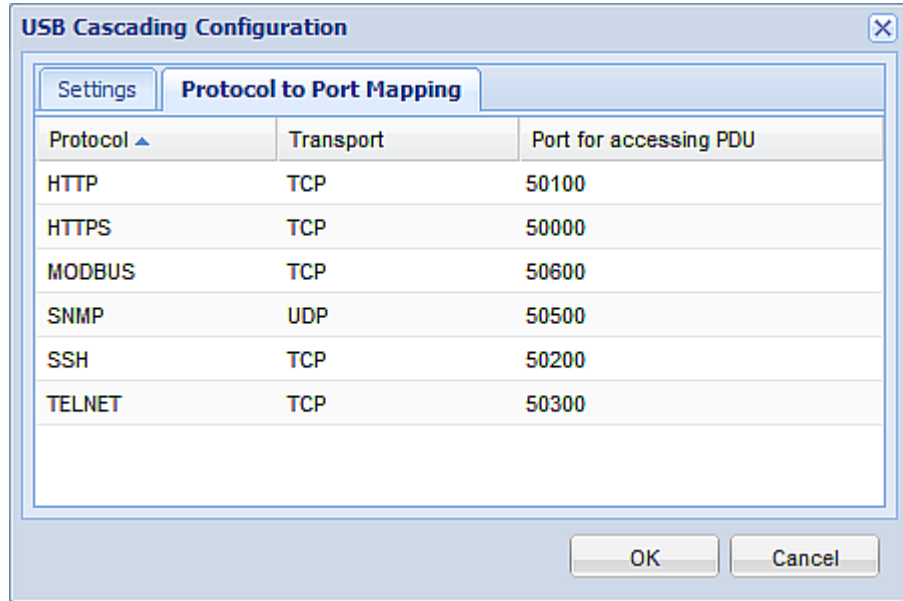 USB Cascading Configuration
Settings Protocol to Port Mapping
Protocol Transport Port for accessing PDU
HTTP TCP 50100
HTTPS TCP 50000
MODBUS TCP 50600
SNMP UDP 50500
SSH TCP 50200
TELNET TCP 50300
OK Cancel